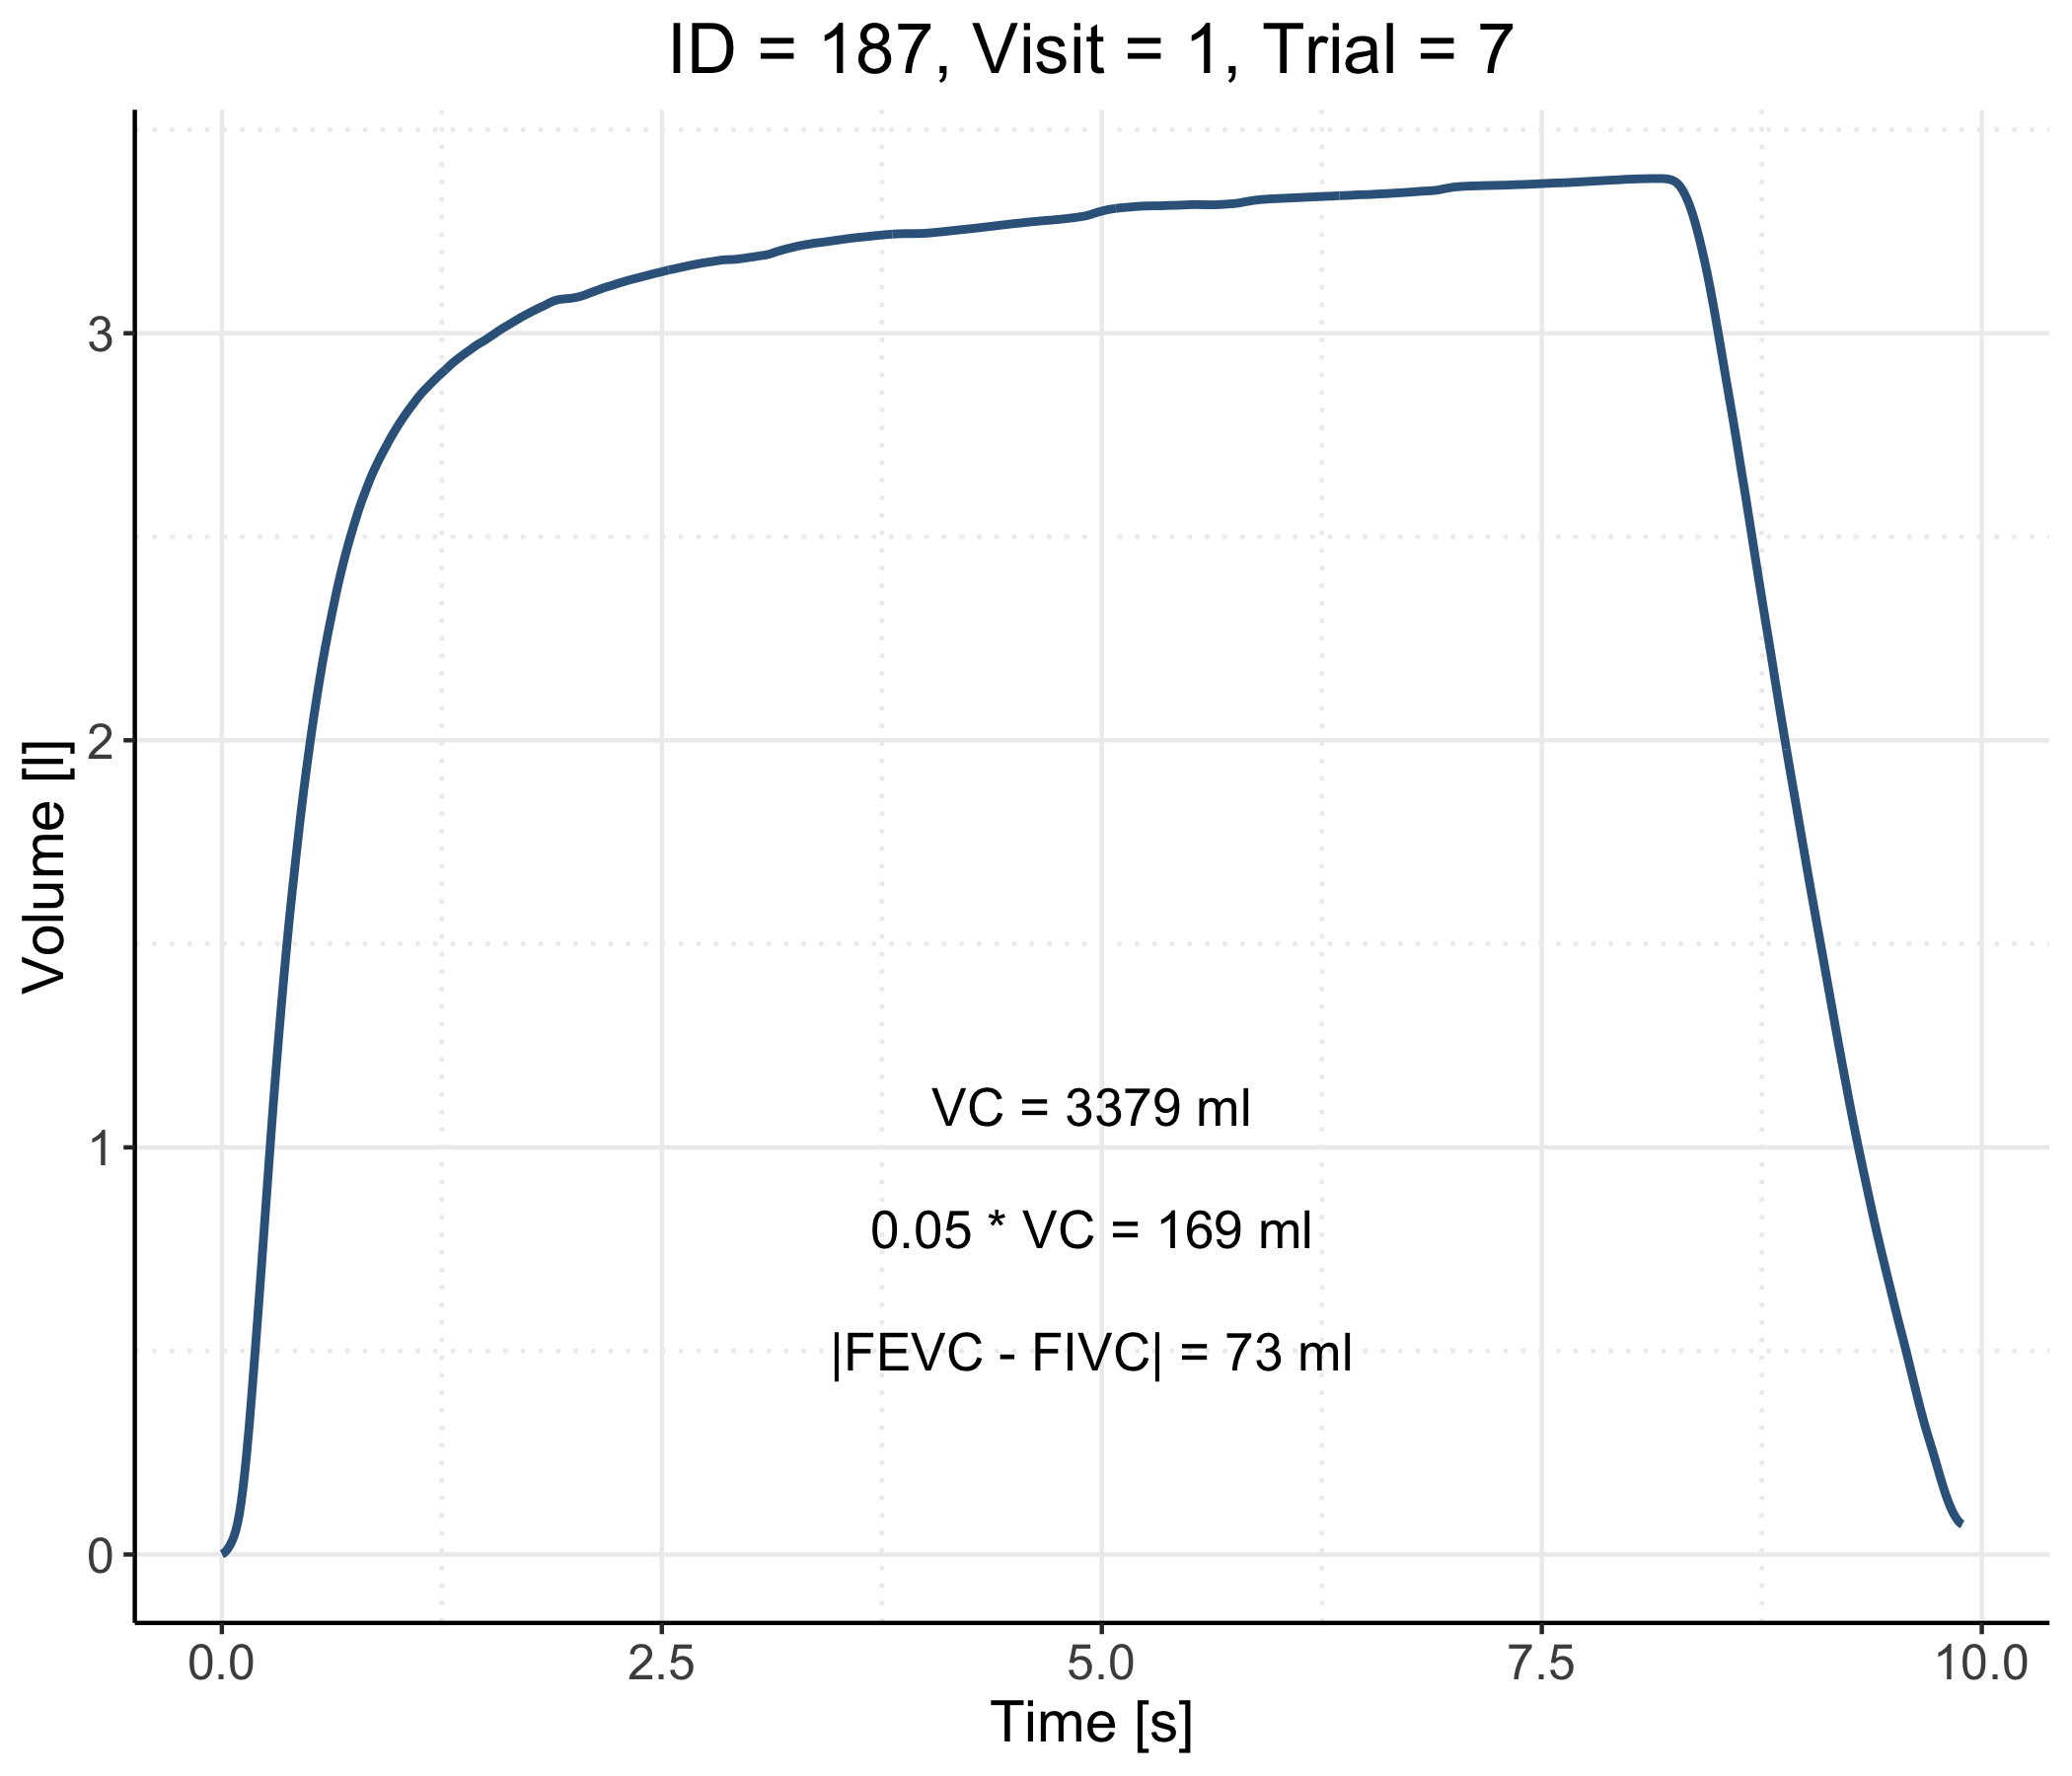 ID = 187, Visit = 1, Trial = 7
Volume [l]
3
2
1
0
VC = 3379 ml
0.05 * VC = 169 ml
|FEVC - FIVC| = 73 ml
0.0 2.5 5.0 7.5 10.0
Time [s]